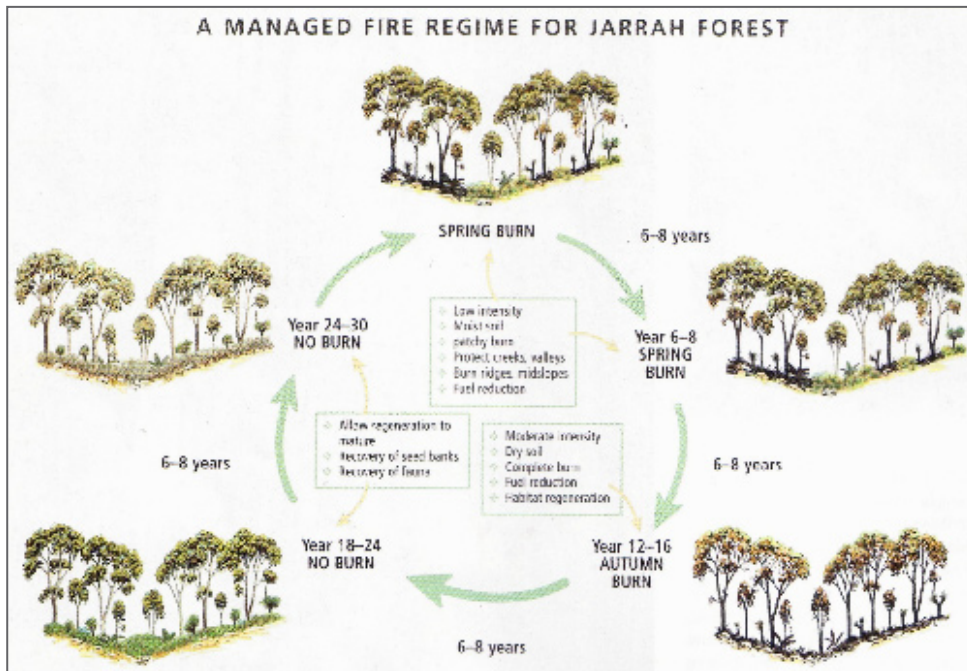 A MANAGED FIRE REGIME FOR JARRAH FOREST
SPRING BURN
6–8 years
Low intensity
Moist soil
patchy burn
Protect creeks, valleys
Burn ridges, midslopes
Fuel reduction
Year 6–8
SPRING
BURN
6–8 years
Moderate intensity
Dry soil
Complete burn
Fuel reduction
Habitat regeneration
Year 12–16
AUTUMN
BURN
6–8 years
Year 18–24
NO BURN
Allow regeneration to
mature
Recovery of seed banks
Recovery of fauna
6–8 years
Year 24–30
NO BURN